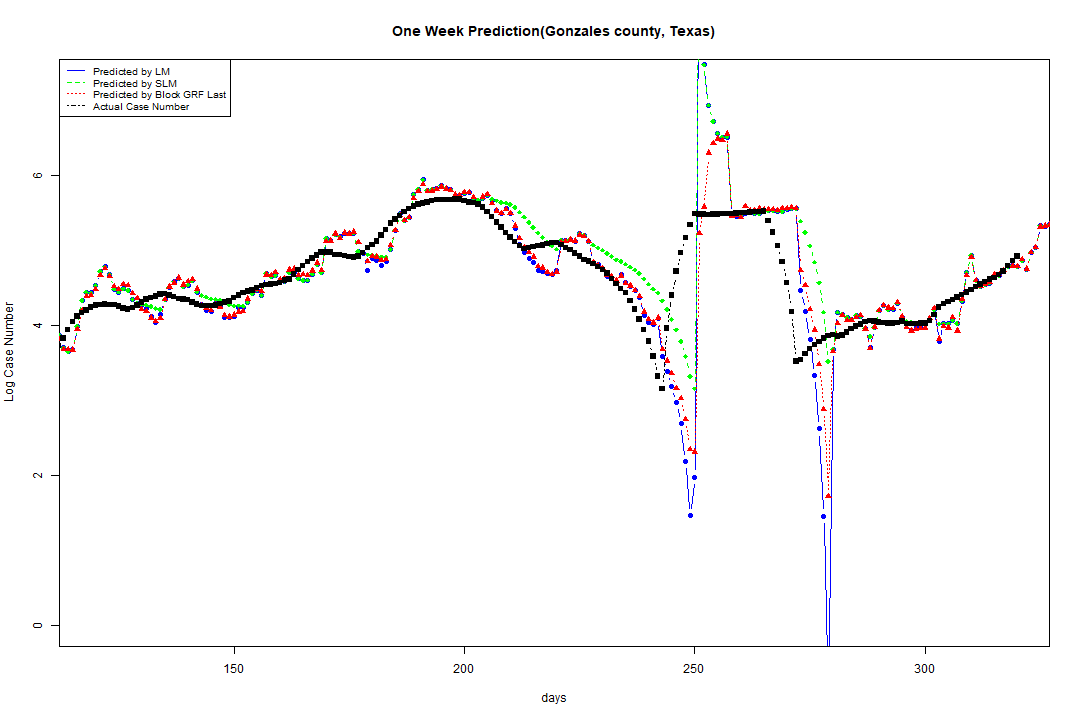 One Week Prediction(Gonzales county, Texas)
Predicted by LM
Predicted by SLM
Predicted by Block GRF Last
Actual Case Number
Log Case Number
6
4
2
0
150
200
250
300
days